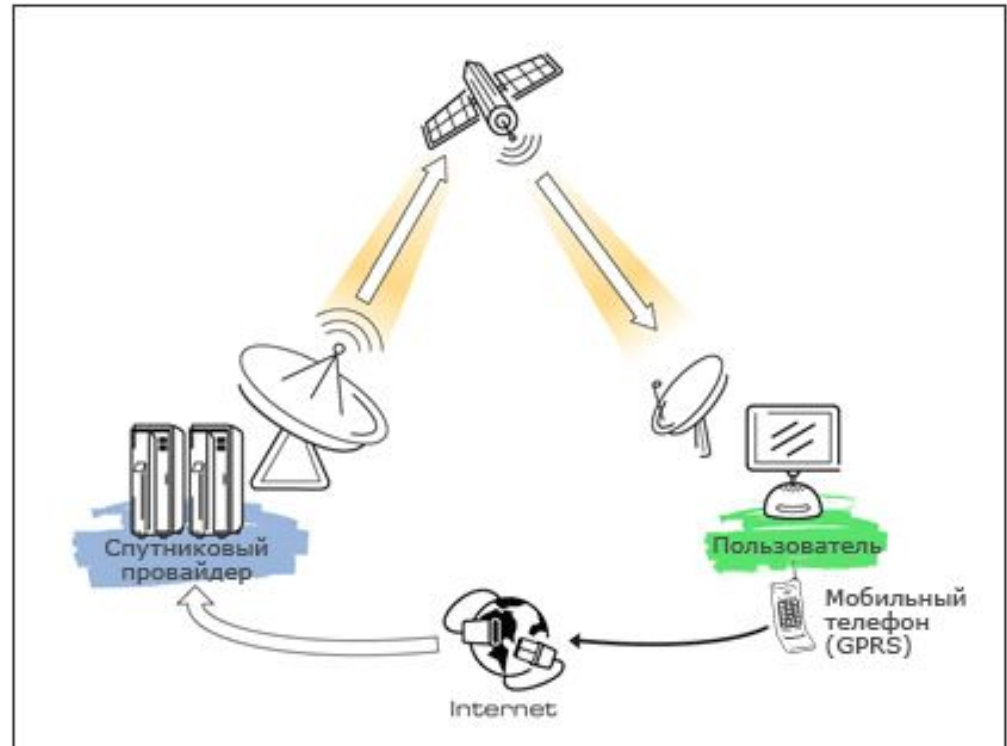 Спутниковый
провайдер
Пользователь
Мобильный
телефон
(GPRS)
Internet